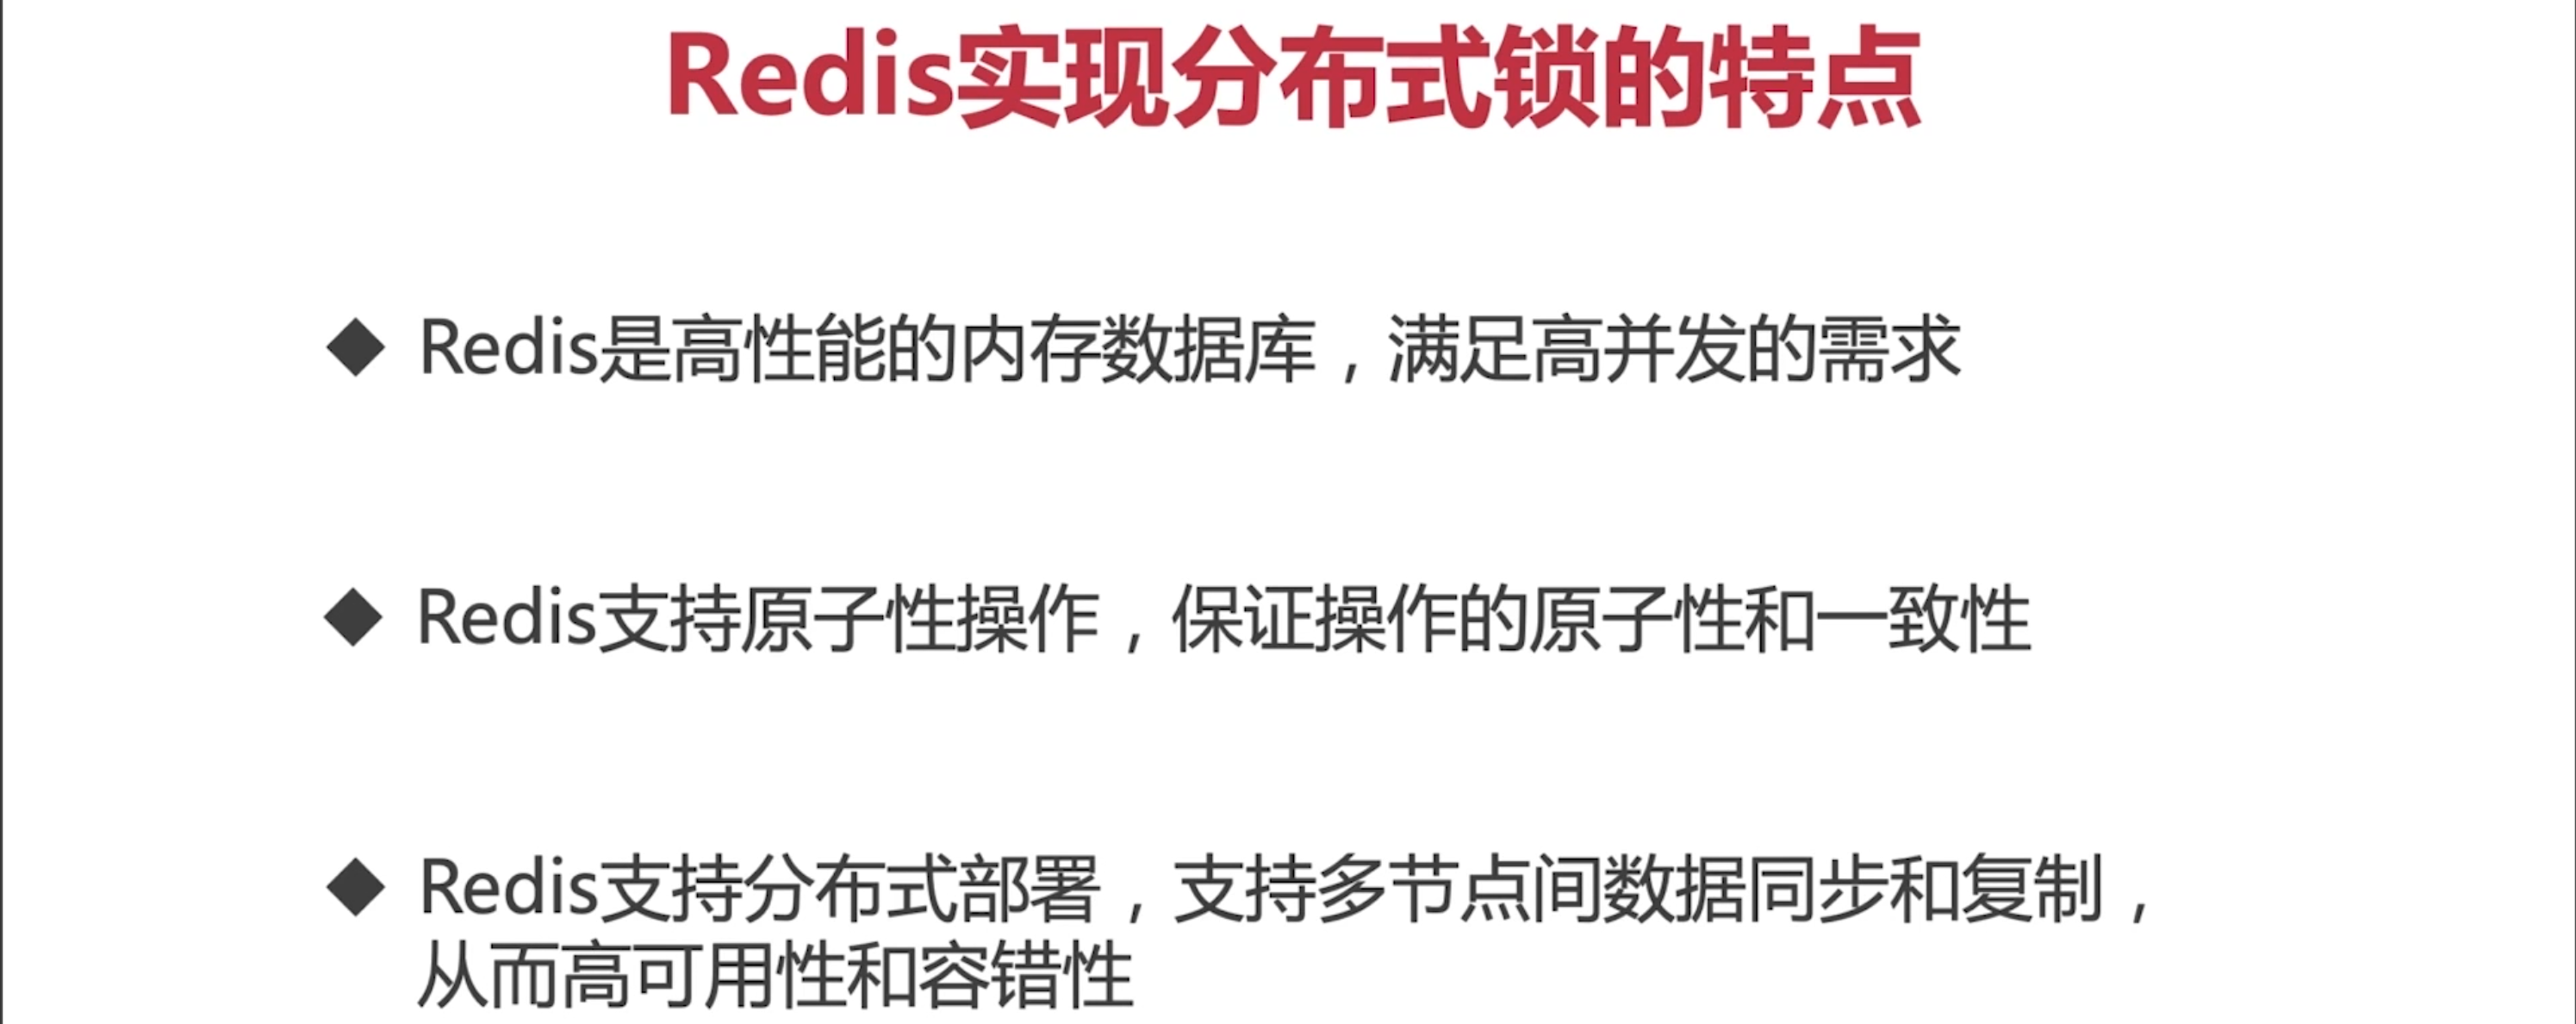 Redis实现分布式锁的特点
◆ Redis是高性能的内存数据库，满足高并发的需求
◆ Redis支持原子性操作，保证操作的原子性和一致性
◆ Redis支持分布式部署，支持多节点间数据同步和复制，
从而高可用性和容错性